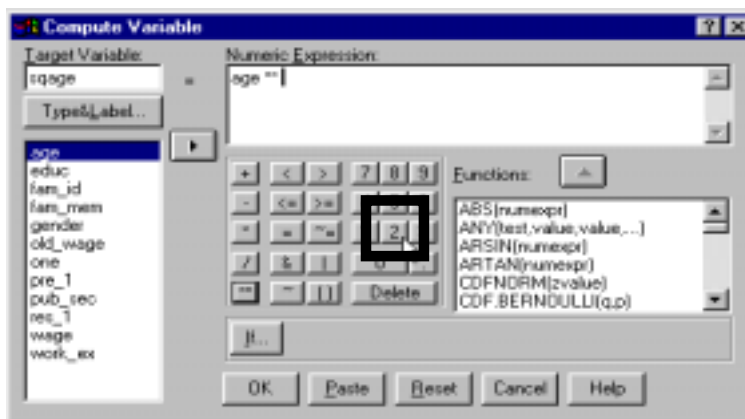 Compute Variable
Target Variable:
sqage
=
Numeric Expression:
age **
Type&Label...
age
educ
fam_id
fam_mem
gender
old_wage
one
pre_1
pub_sec
res_1
wage
work_ex
+ < > 7 8 9
- <= >=
* = ~= 2
/ & | 0 .
** ~ () Delete
Functions:
ABS(numexpr)
ANY(test,value,value,...)
ARSIN(numexpr)
ARTAN(numexpr)
CDFNORM(zvalue)
CDF.BERNOULLI(q,p)
If...
OK Paste Reset Cancel Help